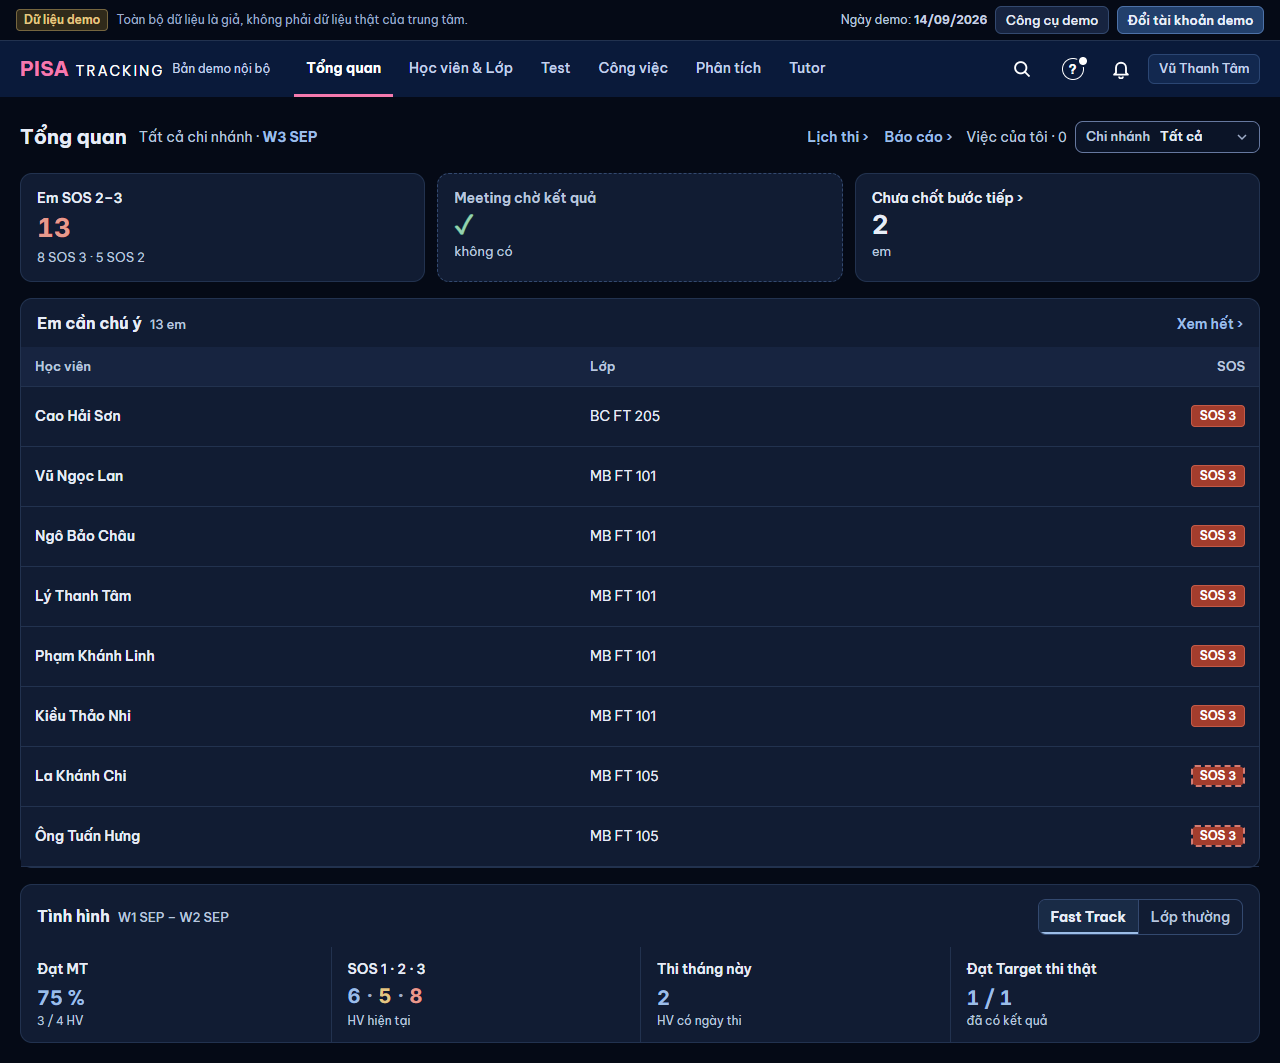 Dữ liệu demo Toàn bộ dữ liệu là giả, không phải dữ liệu thật của trung tâm. Ngày demo: 14/09/2026 Công cụ demo Đổi tài khoản demo
PISA TRACKING Bản demo nội bộ Tổng quan Học viên & Lớp Test Công việc Phân tích Tutor ? Vũ Thanh Tâm
Tổng quan Tất cả chi nhánh · W3 SEP Lịch thi › Báo cáo › Việc của tôi · 0 Chi nhánh Tất cả
Em SOS 2–3
13
8 SOS 3 · 5 SOS 2
Meeting chờ kết quả
✓
không có
Chưa chốt bước tiếp ›
2
em
Em cần chú ý 13 em Xem hết ›
Học viên Lớp SOS
Cao Hải Sơn BC FT 205 SOS 3
Vũ Ngọc Lan MB FT 101 SOS 3
Ngô Bảo Châu MB FT 101 SOS 3
Lý Thanh Tâm MB FT 101 SOS 3
Phạm Khánh Linh MB FT 101 SOS 3
Kiều Thảo Nhi MB FT 101 SOS 3
La Khánh Chi MB FT 105 SOS 3
Ông Tuấn Hưng MB FT 105 SOS 3
Tình hình W1 SEP – W2 SEP Fast Track Lớp thường
Đạt MT
75 %
3 / 4 HV
SOS 1 · 2 · 3
6 · 5 · 8
HV hiện tại
Thi tháng này
2
HV có ngày thi
Đạt Target thi thật
1 / 1
đã có kết quả